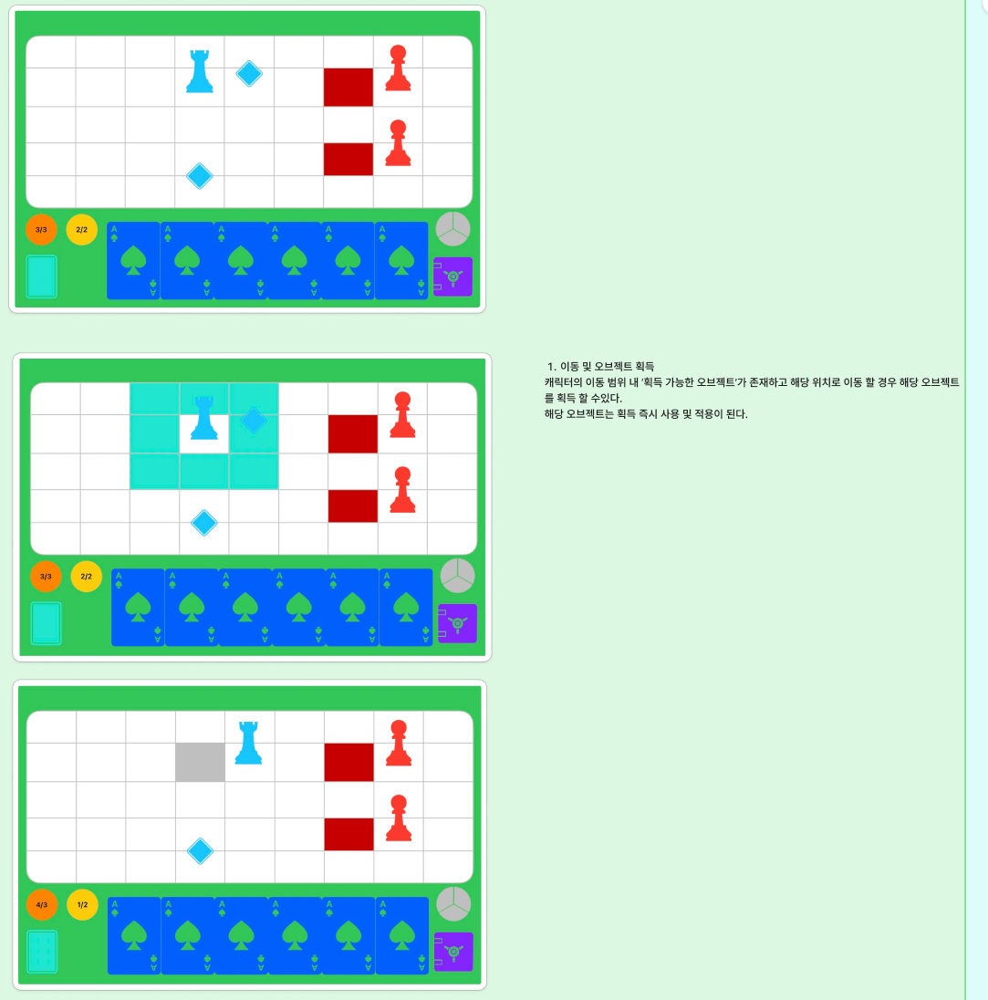 3/3
2/2
A
A
A
A
A
A
A
A
A
A
A
A
1. 이동 및 오브젝트 획득
캐릭터의 이동 범위 내 '획득 가능한 오브젝트'가 존재하고 해당 위치로 이동 할 경우 해당 오브젝트
를 획득 할 수있다.
해당 오브젝트는 획득 즉시 사용 및 적용이 된다.
3/3
2/2
A
A
A
A
A
A
A
A
A
A
A
A
4/3
1/2
A
A
A
A
A
A
A
A
A
A
A
A